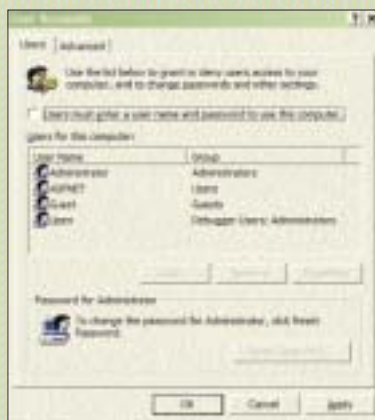 User Accounts
Users Advanced
Use the list below to grant or deny users access to your
computer, and to change passwords and other settings.
Users must enter a user name and password to use this computer.
Users for this computer:
User Name Group
Administrator Administrators
ASPNET Users
Guest Guests
Users Debugger Users; Administrators
Password for Administrator
To change the password for Administrator, click Reset
Password.
OK Cancel Apply